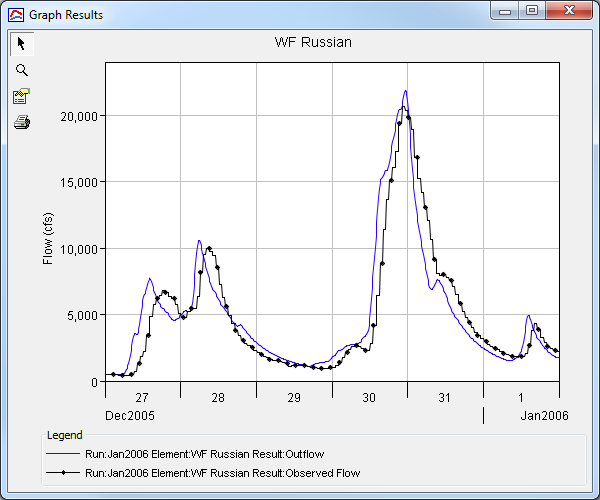 Graph Results
WF Russian
20,000
15,000
10,000
5,000
0
Flow (cfs)
27 28 29 30 31 1
Dec2005 Jan2006
Legend
Run:Jan2006 Element:WF Russian Result:Outflow
Run:Jan2006 Element:WF Russian Result:Observed Flow